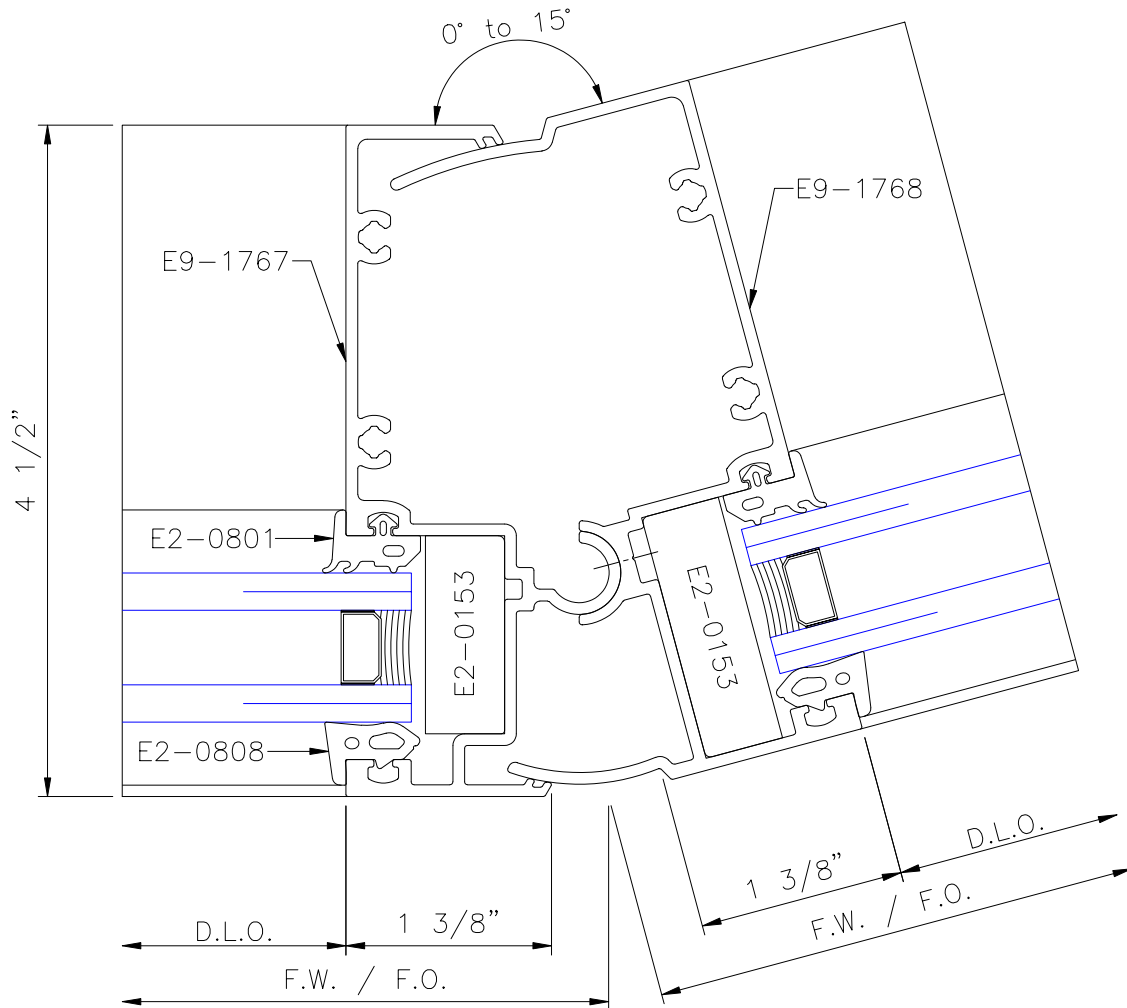 0° to 15°
E9-1768
E9-1767
4 1/2”
E2-0801
E2-0153
E2-0153
E2-0808
D.L.O.
1 3/8”
F.W. / F.O.
1 3/8”
D.L.O.
F.W. / F.O.